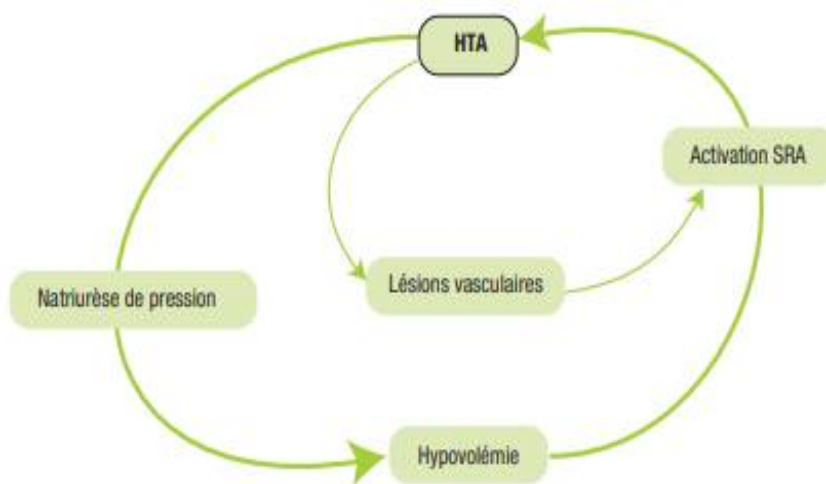 HTA
Activation SRA
Lésions vasculaires
Natriurèse de pression
Hypovolémie